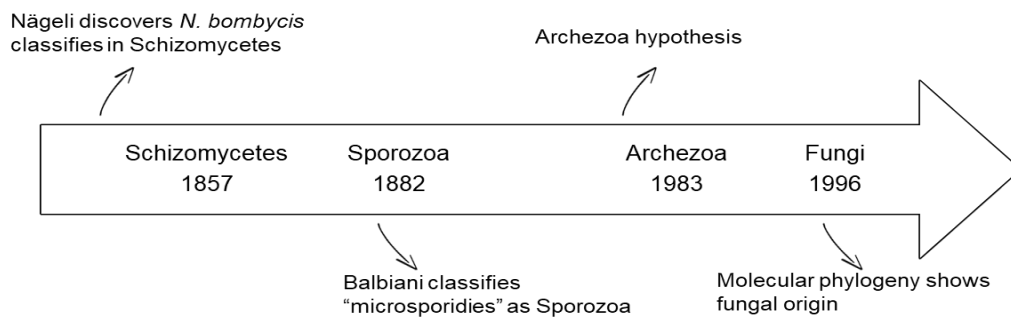 Nägeli discovers N. bombycis
classifies in Schizomycetes
Archezoa hypothesis
Schizomycetes
1857
Sporozoa
1882
Archezoa
1983
Fungi
1996
Balbiani classifies
“microsporidies” as Sporozoa
Molecular phylogeny shows
fungal origin